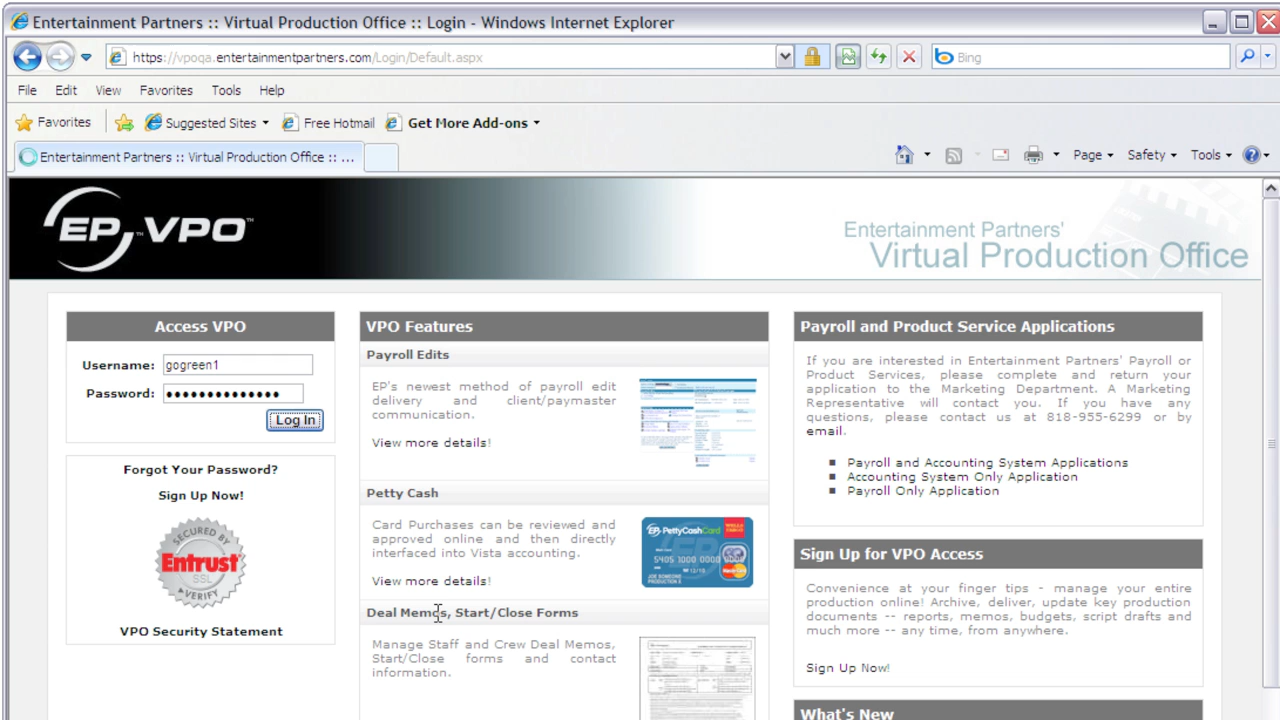 Entertainment Partners :: Virtual Production Office :: Login - Windows Internet Explorer
https://vpoqa.entertainmentpartners.com/Login/Default.aspx
Bing
File Edit View Favorites Tools Help
Favorites Suggested Sites Free Hotmail Get More Add-ons
Entertainment Partners :: Virtual Production Office :: ...
Page Safety Tools
EP VPO™
Entertainment Partners'
Virtual Production Office
Access VPO
Username: gogreen1
Password: ●●●●●●●●●●●●●●
Log In
Forgot Your Password?
Sign Up Now!
SECURED BY
Entrust
SSL
VERIFY
VPO Security Statement
VPO Features
Payroll Edits
EP's newest method of payroll edit
delivery and client/paymaster
communication.
View more details!
Petty Cash
Card Purchases can be reviewed and
approved online and then directly
interfaced into Vista accounting.
View more details!
EP PettyCashCard
WELLS FARGO
5405 1000 0000
JOE SOMEONE
MasterCard
Deal Memos, Start/Close Forms
Manage Staff and Crew Deal Memos,
Start/Close forms and contact
information.
Payroll and Product Service Applications
If you are interested in Entertainment Partners' Payroll or
Product Services, please complete and return your
application to the Marketing Department. A Marketing
Representative will contact you. If you have any
questions, please contact us at 818-955-6299 or by
email.
Payroll and Accounting System Applications
Accounting System Only Application
Payroll Only Application
Sign Up for VPO Access
Convenience at your finger tips - manage your entire
production online! Archive, deliver, update key production
documents -- reports, memos, budgets, script drafts and
much more -- any time, from anywhere.
Sign Up Now!
What's New